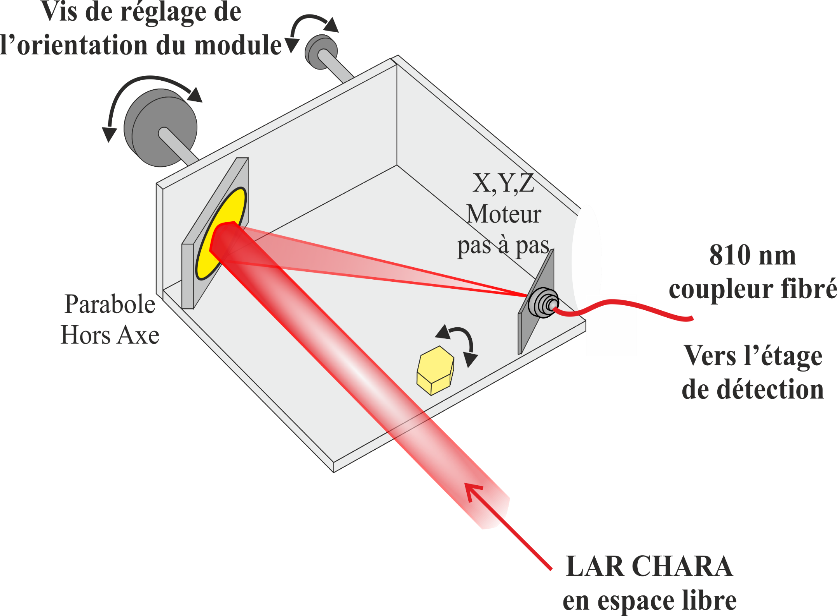 Vis de réglage de
l'orientation du module
X,Y,Z
Moteur
pas à pas
810 nm
coupleur fibré
Parabole
Hors Axe
Vers l'étage
de détection
LAR CHARA
en espace libre